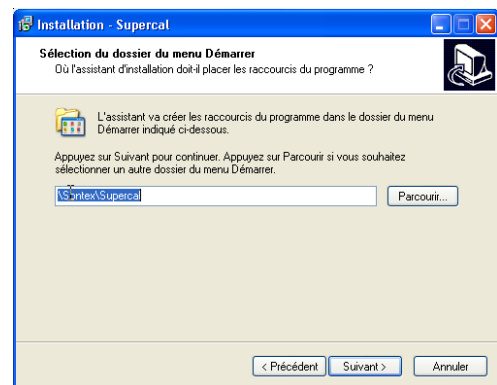 Installation - Supercal
Sélection du dossier du menu Démarrer
Où l'assistant d'installation doit-il placer les raccourcis du programme ?
L'assistant va créer les raccourcis du programme dans le dossier du menu
Démarrer indiqué ci-dessous.
Appuyez sur Suivant pour continuer. Appuyez sur Parcourir si vous souhaitez
sélectionner un autre dossier du menu Démarrer.
\Sontex\Supercal
Parcourir...
< Précédent
Suivant >
Annuler